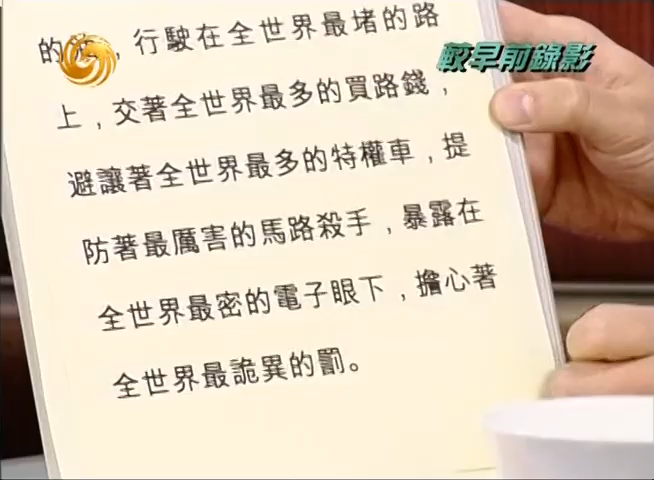 較早前錄影
的，行駛在全世界最堵的路
上，交著全世界最多的買路錢，
避讓著全世界最多的特權車，提
防著最厲害的馬路殺手，暴露在
全世界最密的電子眼下，擔心著
全世界最詭異的罰。